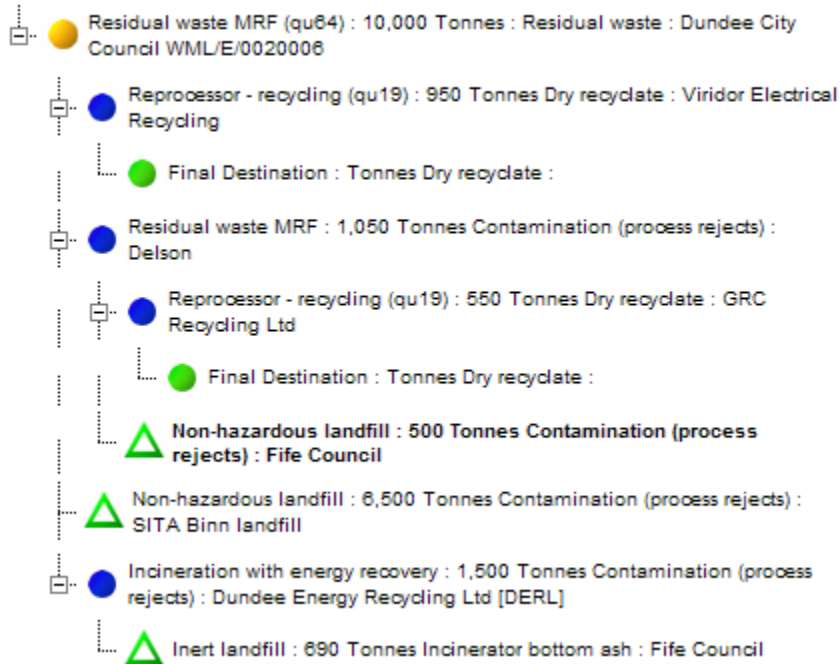 Residual waste MRF (qu64) : 10,000 Tonnes : Residual waste : Dundee City
Council WML/E/0020006
Reprocessor - recycling (qu19) : 950 Tonnes Dry recyclate : Viridor Electrical
Recycling
Final Destination : Tonnes Dry recyclate :
Residual waste MRF : 1,050 Tonnes Contamination (process rejects) :
Delson
Reprocessor - recycling (qu19) : 550 Tonnes Dry recyclate : GRC
Recycling Ltd
Final Destination : Tonnes Dry recyclate :
Non-hazardous landfill : 500 Tonnes Contamination (process
rejects) : Fife Council
Non-hazardous landfill : 6,500 Tonnes Contamination (process rejects) :
SITA Binn landfill
Incineration with energy recovery : 1,500 Tonnes Contamination (process
rejects) : Dundee Energy Recycling Ltd [DERL]
Inert landfill : 690 Tonnes Incinerator bottom ash : Fife Council